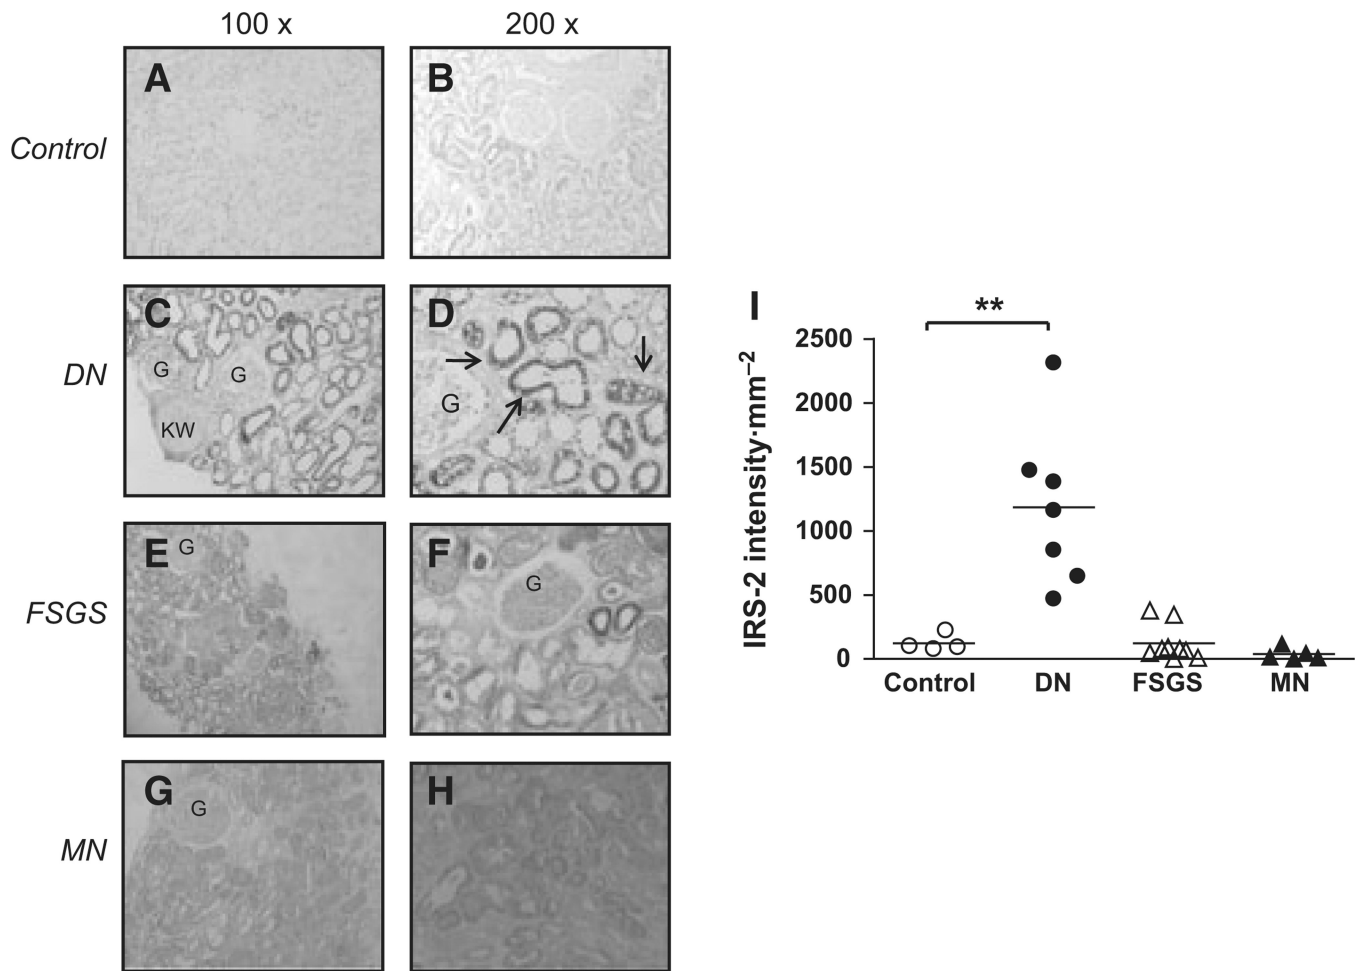 100 x 200 x
Control
A
B
DN
C
G
G
KW
D
G
FSGS
E
G
F
G
MN
G
G
H
I
**
IRS-2 intensity·mm−2
2500
2000
1500
1000
500
0
Control DN FSGS MN